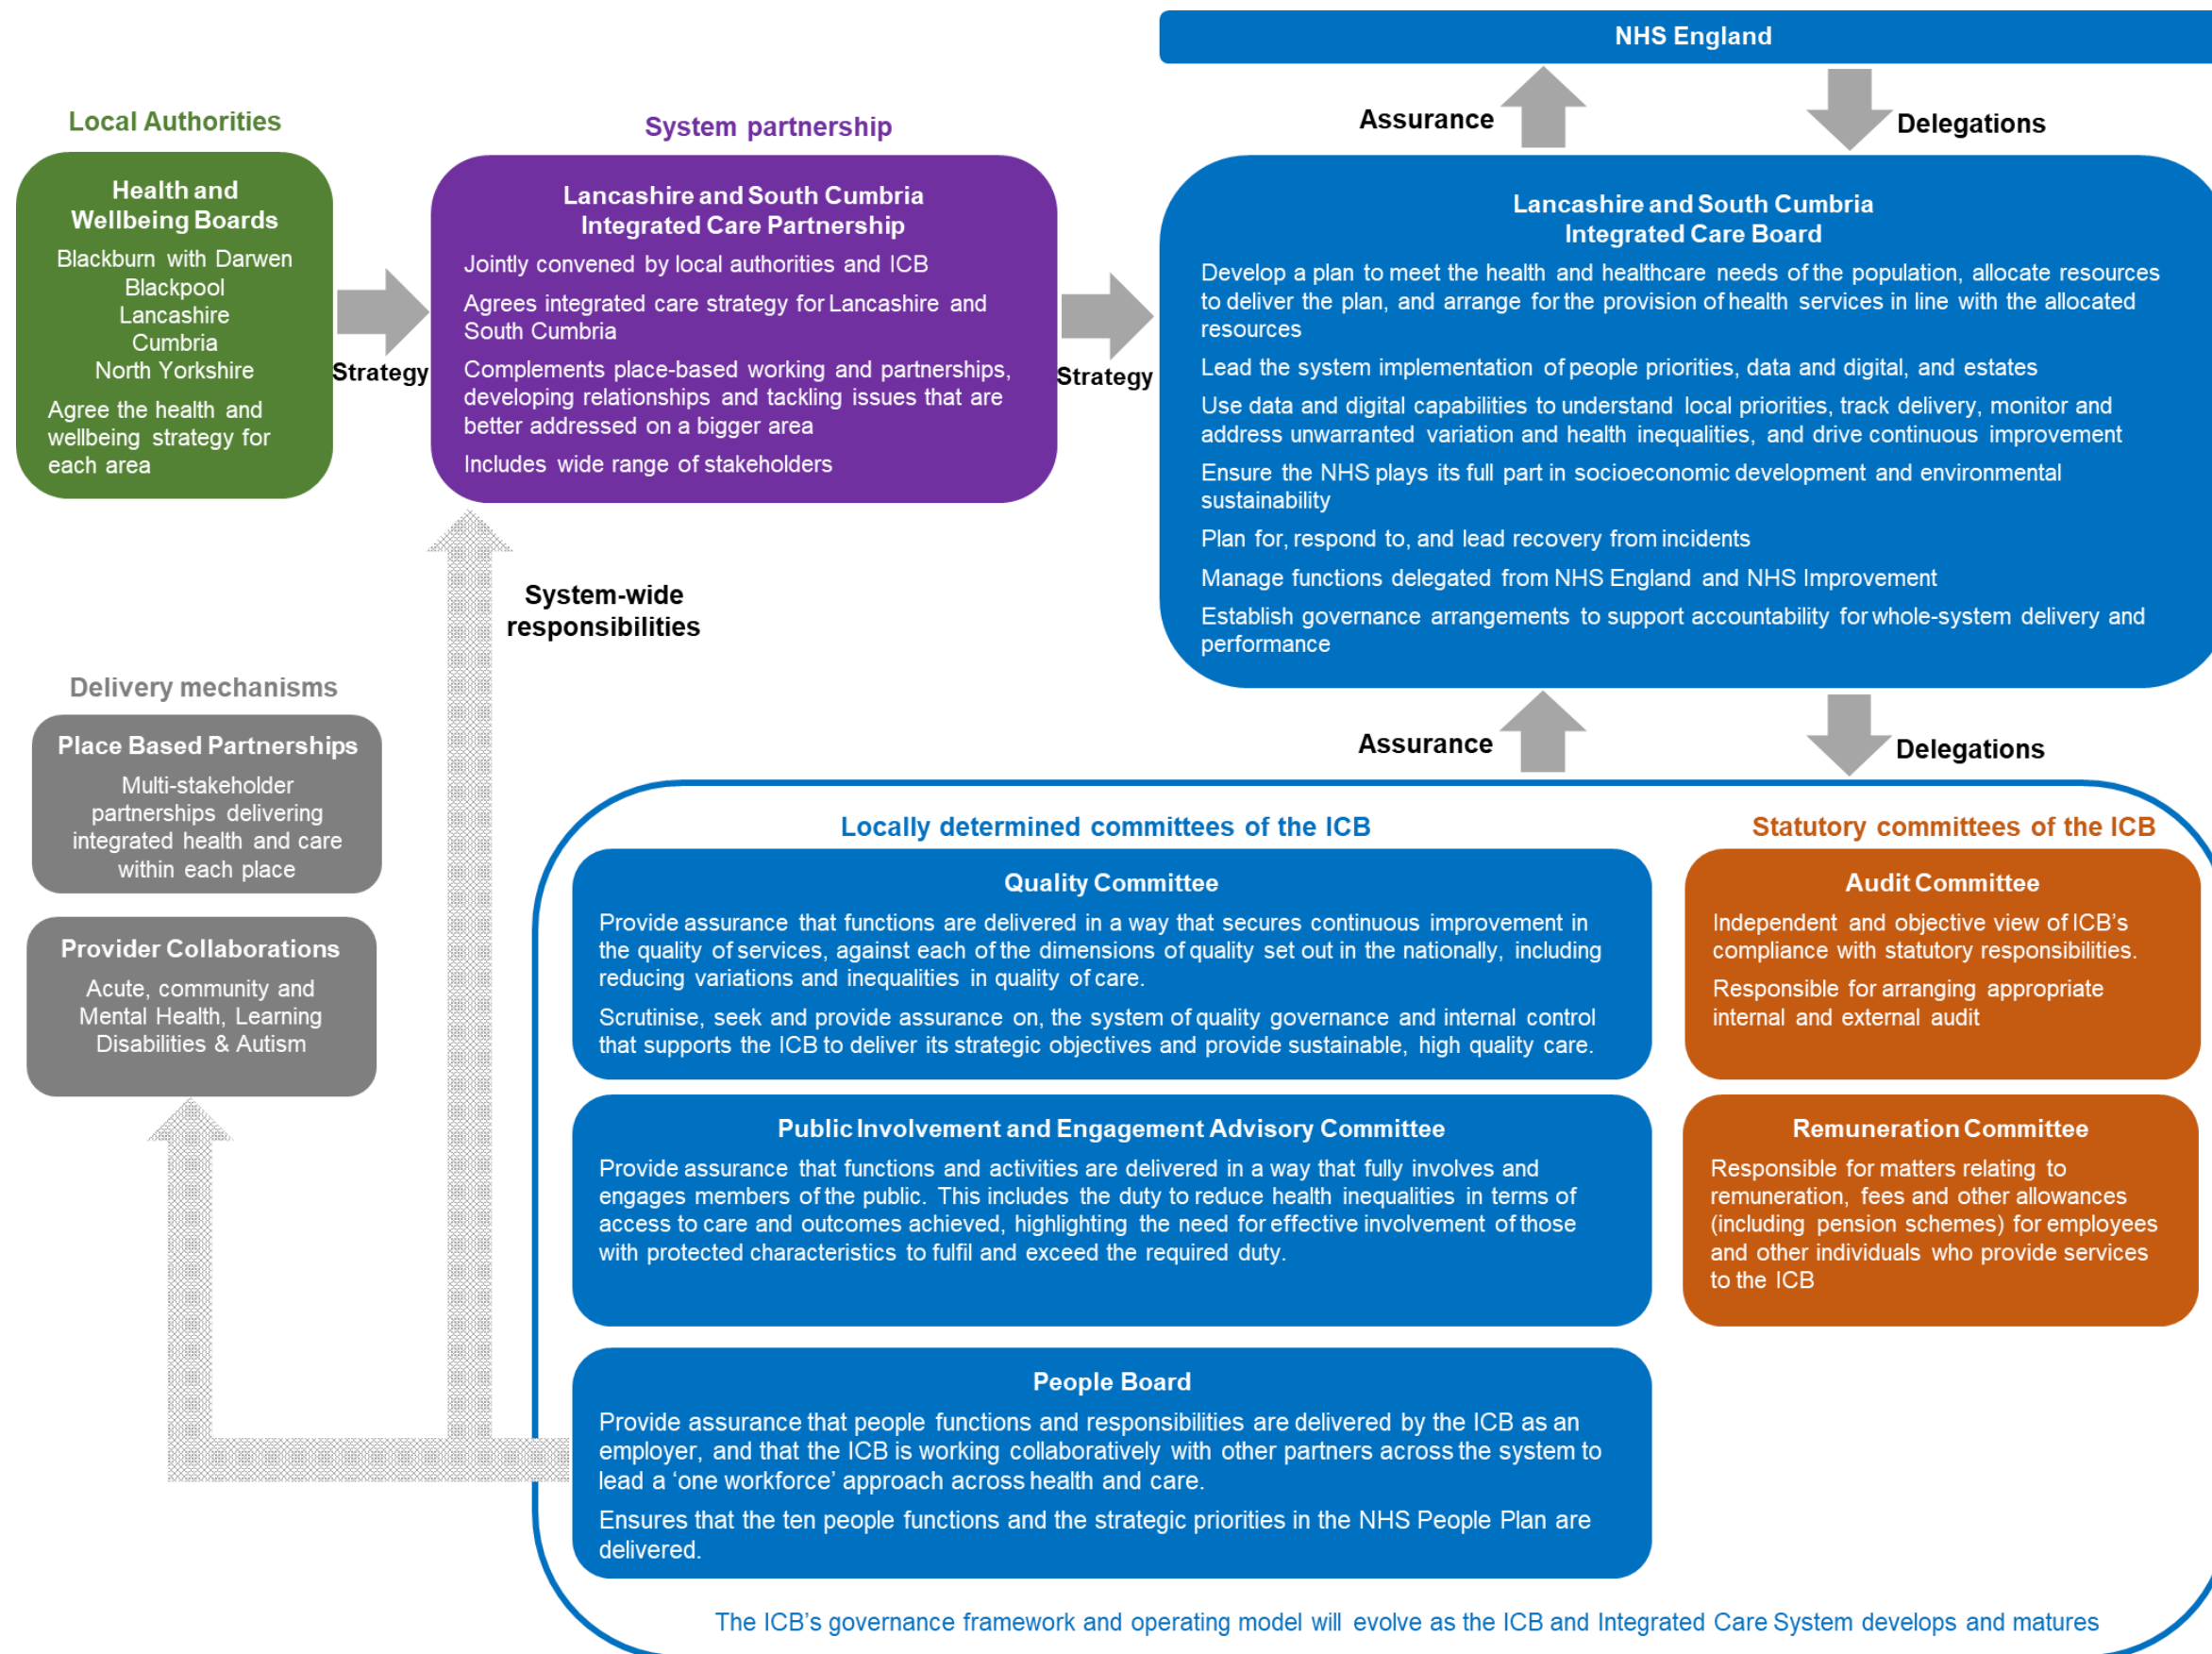 NHS England
Assurance
Delegations
Local Authorities
Health and
Wellbeing Boards
Blackburn with Darwen
Blackpool
Lancashire
Cumbria
North Yorkshire
Agree the health and
wellbeing strategy for
each area
Strategy
System partnership
Lancashire and South Cumbria
Integrated Care Partnership
Jointly convened by local authorities and ICB
Agrees integrated care strategy for Lancashire and
South Cumbria
Complements place-based working and partnerships,
developing relationships and tackling issues that are
better addressed on a bigger area
Includes wide range of stakeholders
Strategy
Lancashire and South Cumbria
Integrated Care Board
Develop a plan to meet the health and healthcare needs of the population, allocate resources
to deliver the plan, and arrange for the provision of health services in line with the allocated
resources
Lead the system implementation of people priorities, data and digital, and estates
Use data and digital capabilities to understand local priorities, track delivery, monitor and
address unwarranted variation and health inequalities, and drive continuous improvement
Ensure the NHS plays its full part in socioeconomic development and environmental
sustainability
Plan for, respond to, and lead recovery from incidents
Manage functions delegated from NHS England and NHS Improvement
Establish governance arrangements to support accountability for whole-system delivery and
performance
System-wide
responsibilities
Delivery mechanisms
Place Based Partnerships
Multi-stakeholder
partnerships delivering
integrated health and care
within each place
Provider Collaborations
Acute, community and
Mental Health, Learning
Disabilities & Autism
Assurance
Delegations
Locally determined committees of the ICB
Quality Committee
Provide assurance that functions are delivered in a way that secures continuous improvement in
the quality of services, against each of the dimensions of quality set out in the nationally, including
reducing variations and inequalities in quality of care.
Scrutinise, seek and provide assurance on, the system of quality governance and internal control
that supports the ICB to deliver its strategic objectives and provide sustainable, high quality care.
Public Involvement and Engagement Advisory Committee
Provide assurance that functions and activities are delivered in a way that fully involves and
engages members of the public. This includes the duty to reduce health inequalities in terms of
access to care and outcomes achieved, highlighting the need for effective involvement of those
with protected characteristics to fulfil and exceed the required duty.
People Board
Provide assurance that people functions and responsibilities are delivered by the ICB as an
employer, and that the ICB is working collaboratively with other partners across the system to
lead a ‘one workforce’ approach across health and care.
Ensures that the ten people functions and the strategic priorities in the NHS People Plan are
delivered.
Statutory committees of the ICB
Audit Committee
Independent and objective view of ICB’s
compliance with statutory responsibilities.
Responsible for arranging appropriate
internal and external audit
Remuneration Committee
Responsible for matters relating to
remuneration, fees and other allowances
(including pension schemes) for employees
and other individuals who provide services
to the ICB
The ICB’s governance framework and operating model will evolve as the ICB and Integrated Care System develops and matures